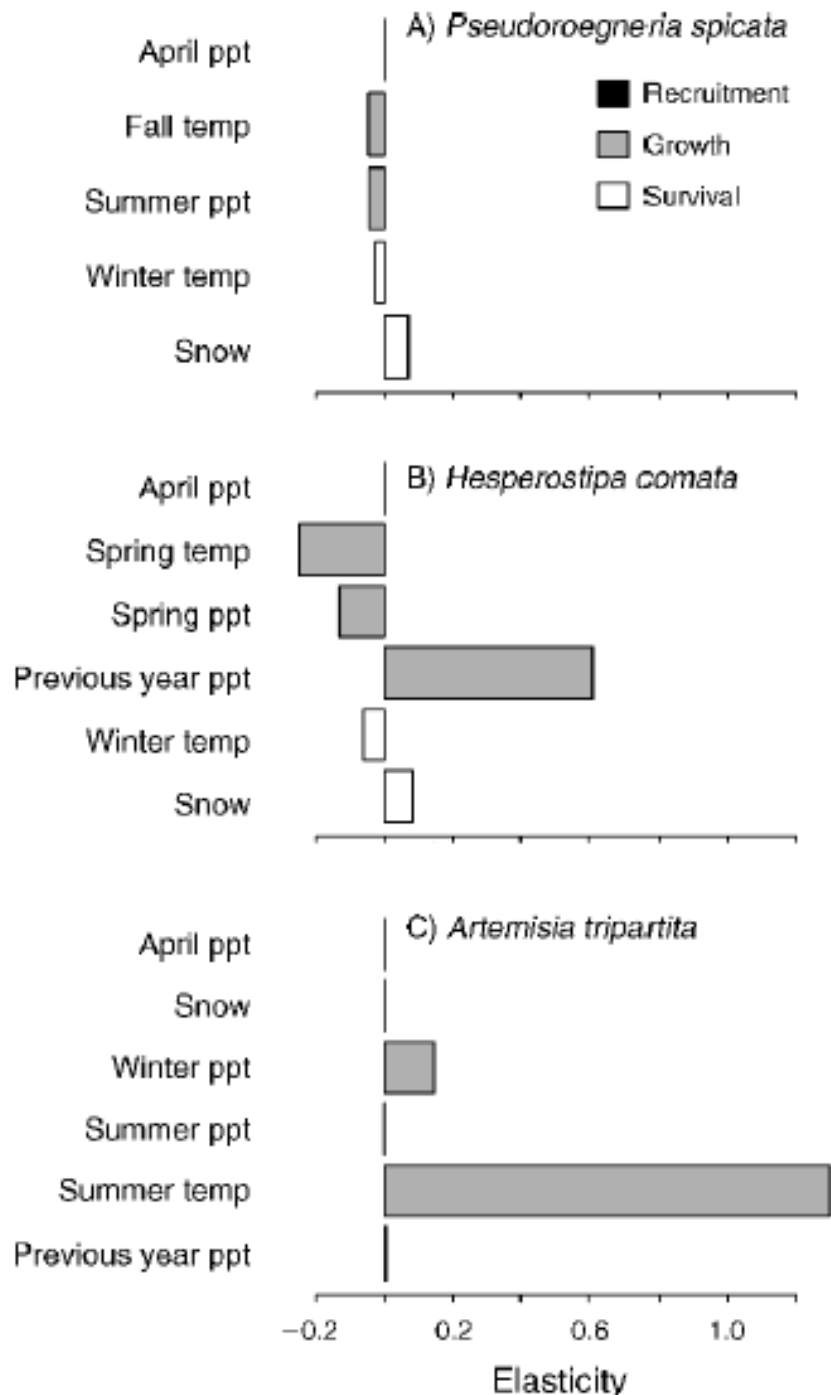 A) Pseudoroegneria spicata
Recruitment
Growth
Survival
April ppt
Fall temp
Summer ppt
Winter temp
Snow
B) Hesperostipa comata
April ppt
Spring temp
Spring ppt
Previous year ppt
Winter temp
Snow
C) Artemisia tripartita
April ppt
Snow
Winter ppt
Summer ppt
Summer temp
Previous year ppt
−0.2 0.2 0.6 1.0
Elasticity